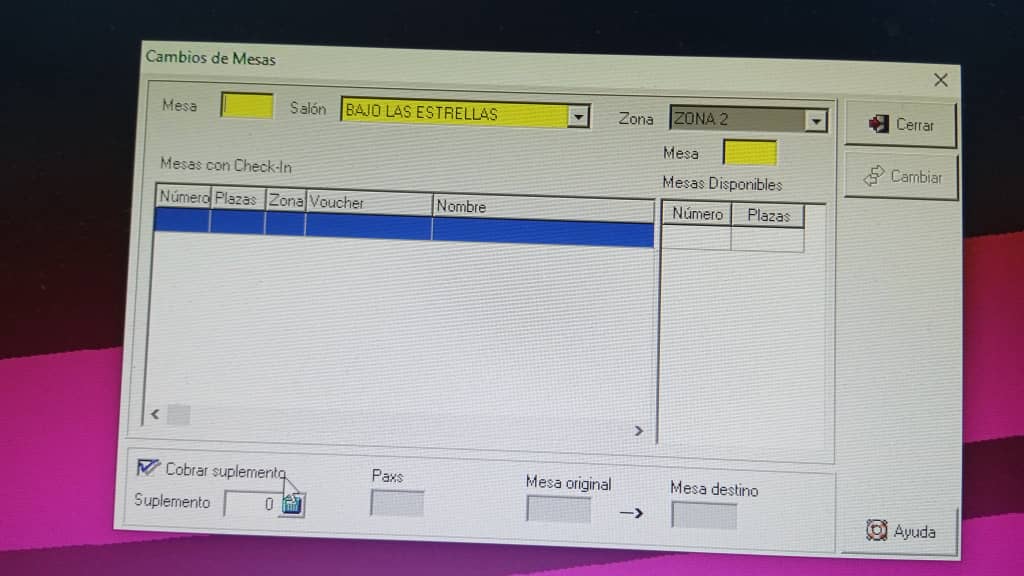 Cambios de Mesas
Mesa
Salón BAJO LAS ESTRELLAS
Zona ZONA 2
Cerrar
Mesa
Mesas con Check-In
Mesas Disponibles
Cambiar
Número Plazas Zona Voucher Nombre
Número Plazas
Cobrar suplemento
Paxs
Mesa original
Mesa destino
Suplemento 0
-->
Ayuda